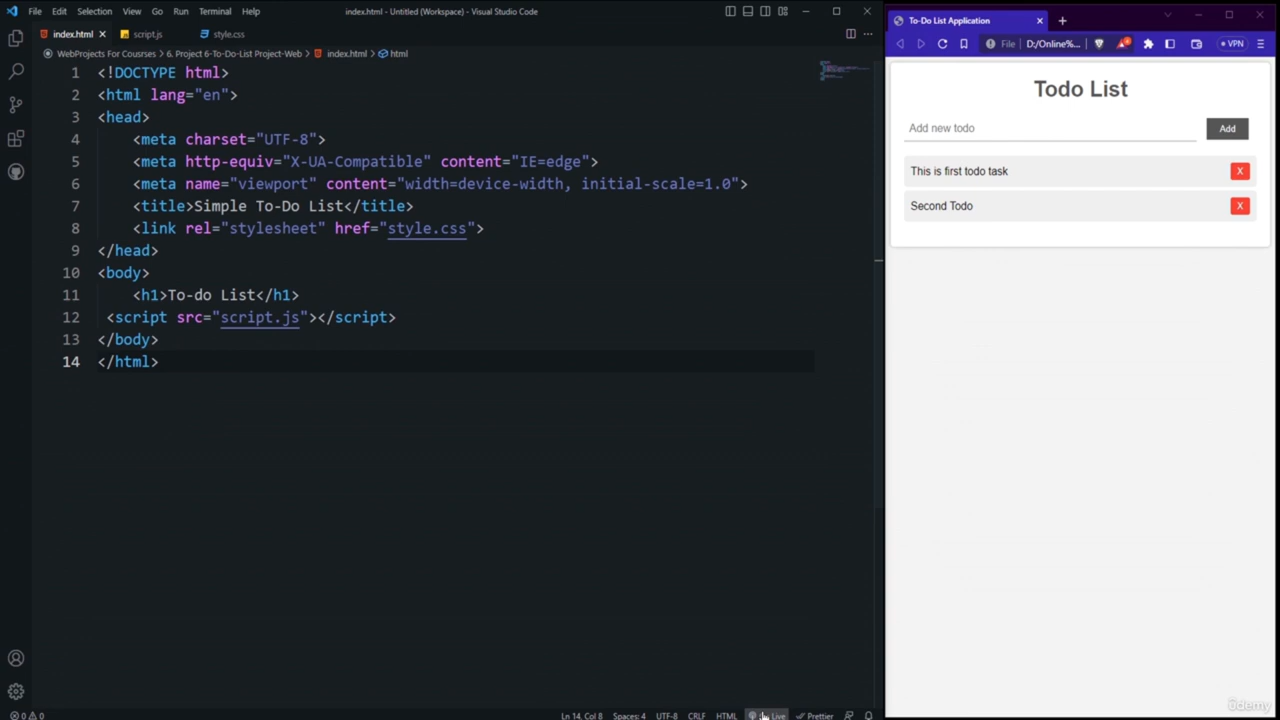 File Edit Selection View Go Run Terminal Help
index.html - Untitled (Workspace) - Visual Studio Code
index.html
script.js
style.css
WebProjects For Coursres > 6. Project 6-To-Do-List Project-Web > index.html > html
1 <!DOCTYPE html>
2 <html lang="en">
3 <head>
4 <meta charset="UTF-8">
5 <meta http-equiv="X-UA-Compatible" content="IE=edge">
6 <meta name="viewport" content="width=device-width, initial-scale=1.0">
7 <title>Simple To-Do List</title>
8 <link rel="stylesheet" href="style.css">
9 </head>
10 <body>
11 <h1>To-do List</h1>
12 <script src="script.js"></script>
13 </body>
14 </html>
0 0
Ln 14, Col 8 Spaces: 4 UTF-8 CRLF HTML Live Prettier
To-Do List Application
File D:/Online%... VPN
Todo List
Add new todo
Add
This is first todo task
X
Second Todo
X
ûdemy